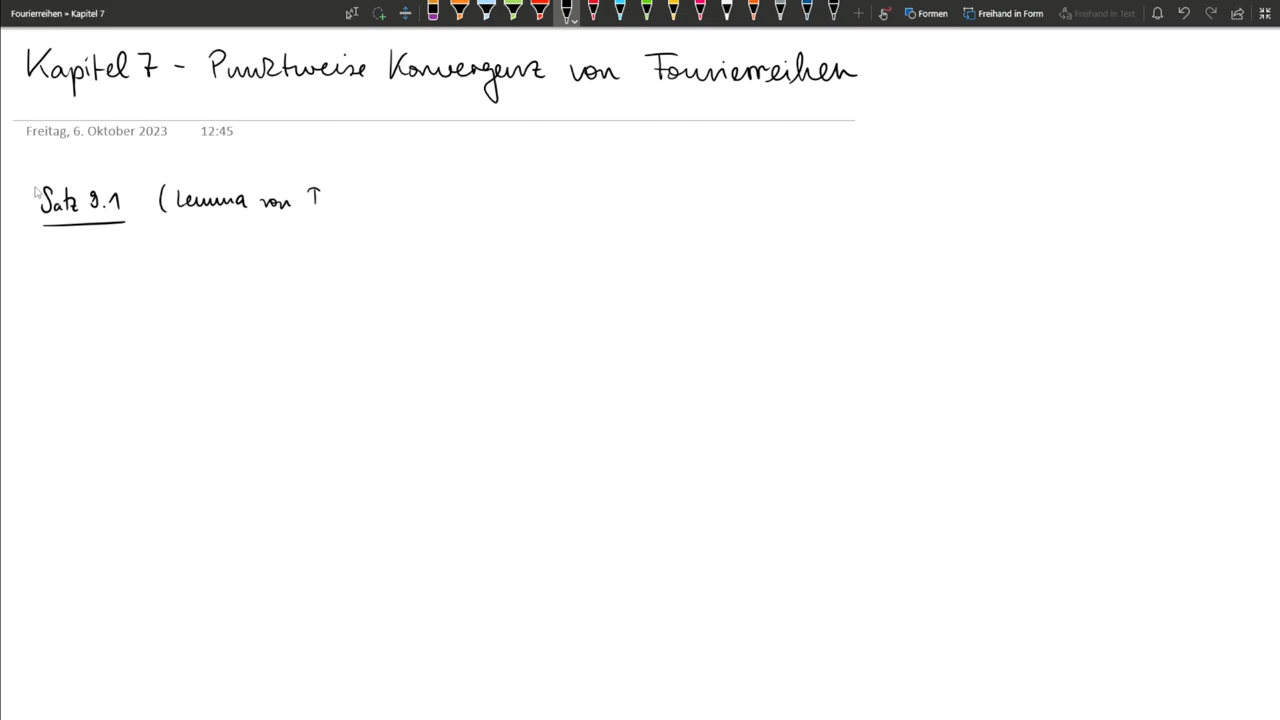 Fourierreihen » Kapitel 7
Formen
Freihand in Form
Freihand in Text
Kapitel 7 - Punktweise Konvergenz von Fourierreihen
Freitag, 6. Oktober 2023 12:45
Satz 9.1 (Lemma von